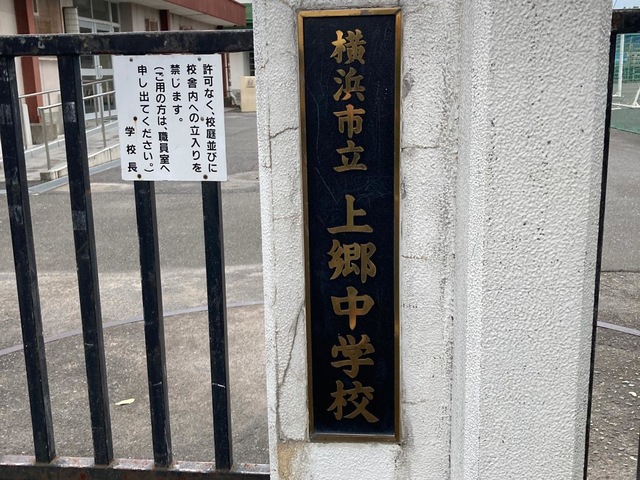 許可なく、校庭並びに
校舎内への立入りを
禁じます。
(ご用の方は、職員室へ
申し出てください。)
学校長
横浜市立 上郷中学校